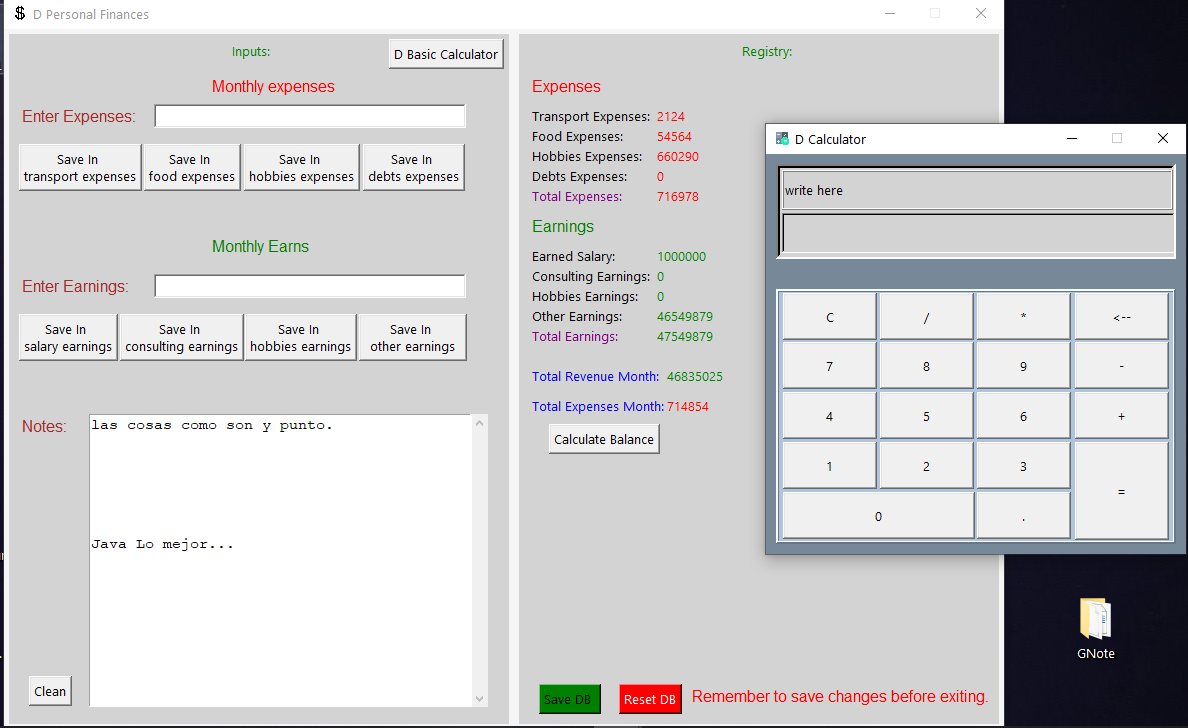 D Personal Finances
Inputs:
D Basic Calculator
Monthly expenses
Enter Expenses:
Save In
transport expenses
Save In
food expenses
Save In
hobbies expenses
Save In
debts expenses
Monthly Earns
Enter Earnings:
Save In
salary earnings
Save In
consulting earnings
Save In
hobbies earnings
Save In
other earnings
Notes:
las cosas como son y punto.
Java Lo mejor...
Clean
Registry:
Expenses
Transport Expenses: 2124
Food Expenses: 54564
Hobbies Expenses: 660290
Debts Expenses: 0
Total Expenses: 716978
Earnings
Earned Salary: 1000000
Consulting Earnings: 0
Hobbies Earnings: 0
Other Earnings: 46549879
Total Earnings: 47549879
Total Revenue Month: 46835025
Total Expenses Month: 714854
Calculate Balance
Save DB
Reset DB
Remember to save changes before exiting.
D Calculator
write here
C / * <--
7 8 9 -
4 5 6 +
1 2 3
=
0 .
GNote